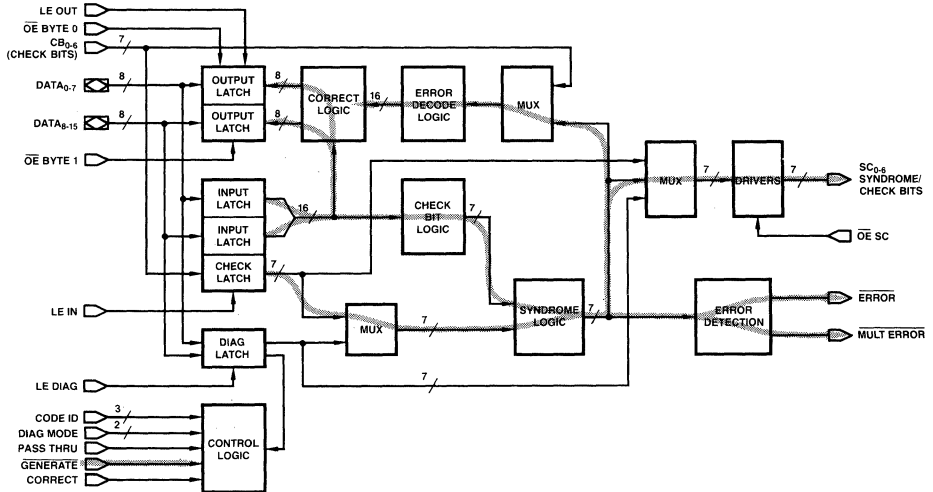 LE OUT
OE BYTE 0
CB0-6
(CHECK BITS)
7
DATA0-7
8
DATA8-15
8
OE BYTE 1
OUTPUT
LATCH
OUTPUT
LATCH
8
8
CORRECT
LOGIC
16
ERROR
DECODE
LOGIC
MUX
INPUT
LATCH
INPUT
LATCH
CHECK
LATCH
16
7
CHECK
BIT
LOGIC
7
MUX
7
DRIVERS
7
SC0-6
SYNDROME/
CHECK BITS
OE SC
LE IN
MUX
7
SYNDROME
LOGIC
7
ERROR
DETECTION
ERROR
MULT ERROR
DIAG
LATCH
7
LE DIAG
CODE ID
3
DIAG MODE
2
PASS THRU
GENERATE
CORRECT
CONTROL
LOGIC